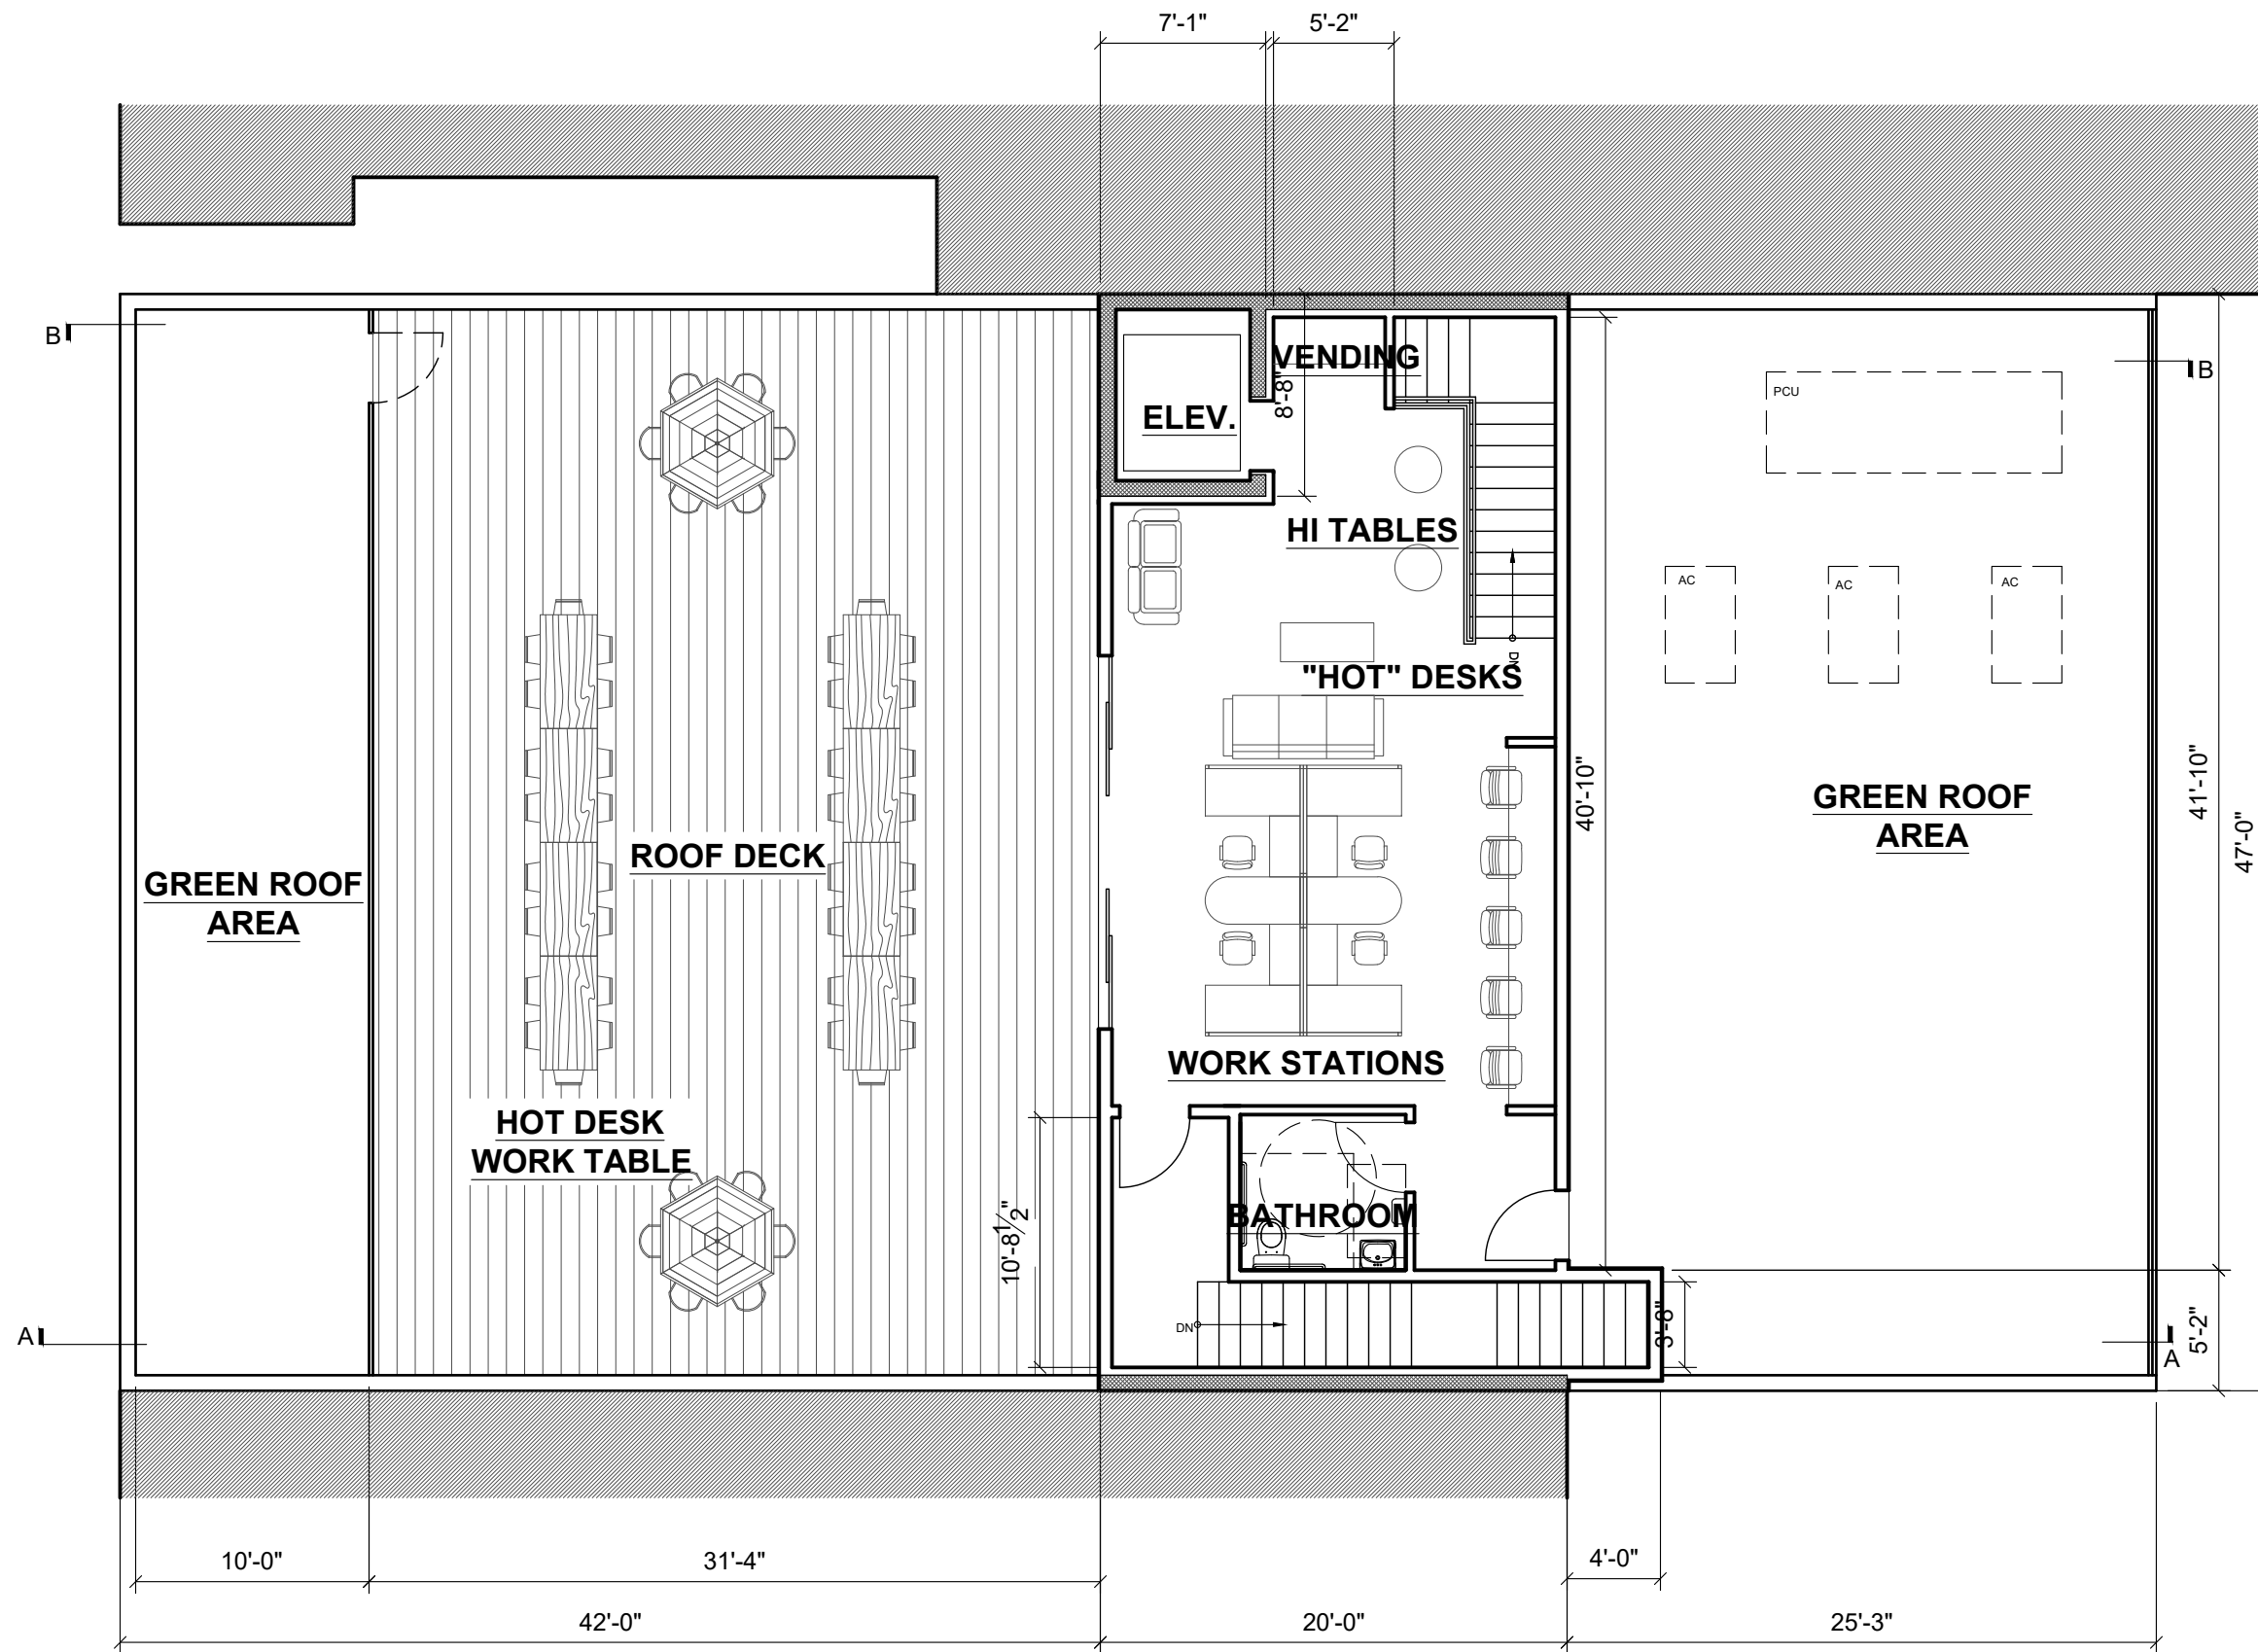 7'-1"
5'-2"
B
VENDING
8'-8"
ELEV.
B
PCU
HI TABLES
AC
AC
AC
DN
"HOT" DESKS
40'-10"
41'-10"
47'-0"
GREEN ROOF
AREA
ROOF DECK
GREEN ROOF
AREA
WORK STATIONS
HOT DESK
WORK TABLE
10'-8 1/2"
BATHROOM
DN
3'-8"
5'-2"
A
A
10'-0"
31'-4"
4'-0"
42'-0"
20'-0"
25'-3"